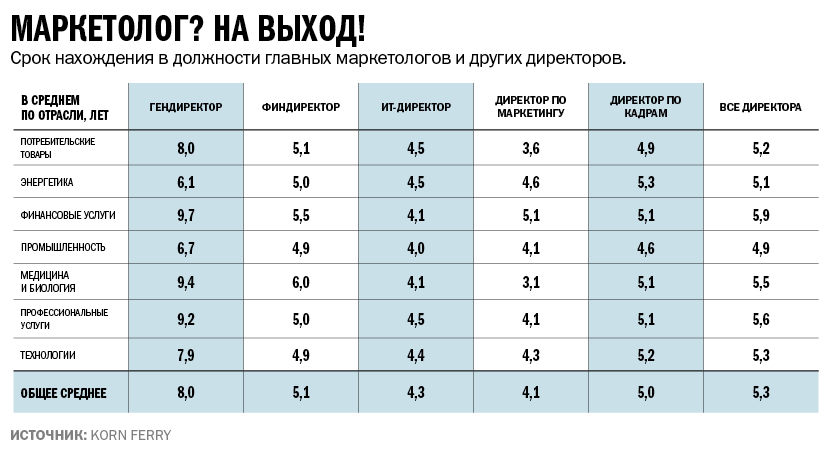 МАРКЕТОЛОГ? НА ВЫХОД!
Срок нахождения в должности главных маркетологов и других директоров.
В СРЕДНЕМ ПО ОТРАСЛИ, ЛЕТ ГЕНДИРЕКТОР ФИНДИРЕКТОР ИТ-ДИРЕКТОР ДИРЕКТОР ПО МАРКЕТИНГУ ДИРЕКТОР ПО КАДРАМ ВСЕ ДИРЕКТОРА
ПОТРЕБИТЕЛЬСКИЕ ТОВАРЫ 8,0 5,1 4,5 3,6 4,9 5,2
ЭНЕРГЕТИКА 6,1 5,0 4,5 4,6 5,3 5,1
ФИНАНСОВЫЕ УСЛУГИ 9,7 5,5 4,1 5,1 5,1 5,9
ПРОМЫШЛЕННОСТЬ 6,7 4,9 4,0 4,1 4,6 4,9
МЕДИЦИНА И БИОЛОГИЯ 9,4 6,0 4,1 3,1 5,1 5,5
ПРОФЕССИОНАЛЬНЫЕ УСЛУГИ 9,2 5,0 4,5 4,1 5,1 5,6
ТЕХНОЛОГИИ 7,9 4,9 4,4 4,3 5,2 5,3
ОБЩЕЕ СРЕДНЕЕ 8,0 5,1 4,3 4,1 5,0 5,3
ИСТОЧНИК: KORN FERRY